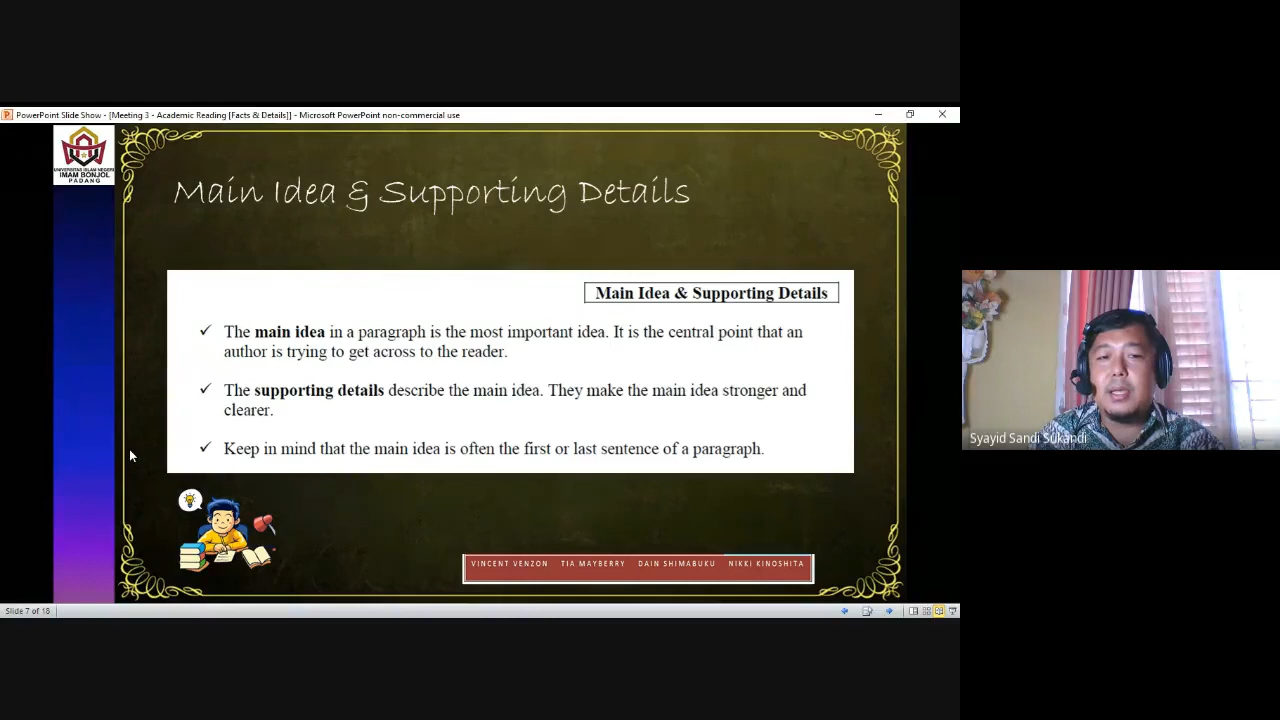 PowerPoint Slide Show - [Meeting 3 - Academic Reading [Facts & Details]] - Microsoft PowerPoint non-commercial use
UNIVERSITAS ISLAM NEGERI
IMAM BONJOL
PADANG
Main Idea & Supporting Details
Main Idea & Supporting Details
✓ The main idea in a paragraph is the most important idea. It is the central point that an
author is trying to get across to the reader.
✓ The supporting details describe the main idea. They make the main idea stronger and
clearer.
✓ Keep in mind that the main idea is often the first or last sentence of a paragraph.
VINCENT VENZON TIA MAYBERRY DAIN SHIMABUKU NIKKI KINOSHITA
Slide 7 of 18
Syayid Sandi Sukandi